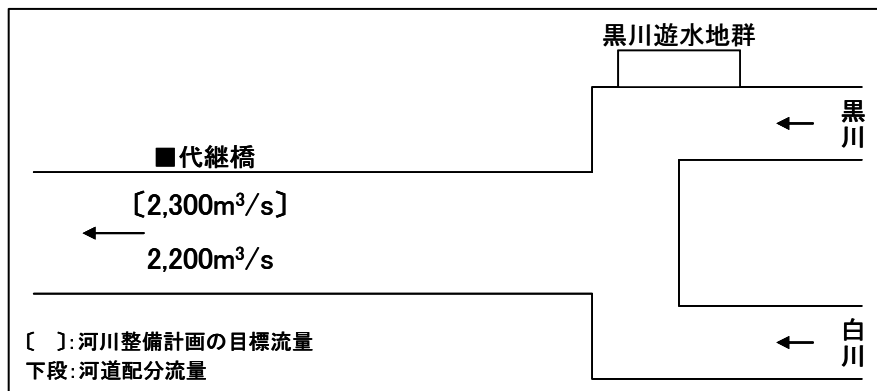 黒川遊水地群
黒川
■代継橋
〔2,300m³/s〕
2,200m³/s
〔 〕:河川整備計画の目標流量
下段:河道配分流量
白川